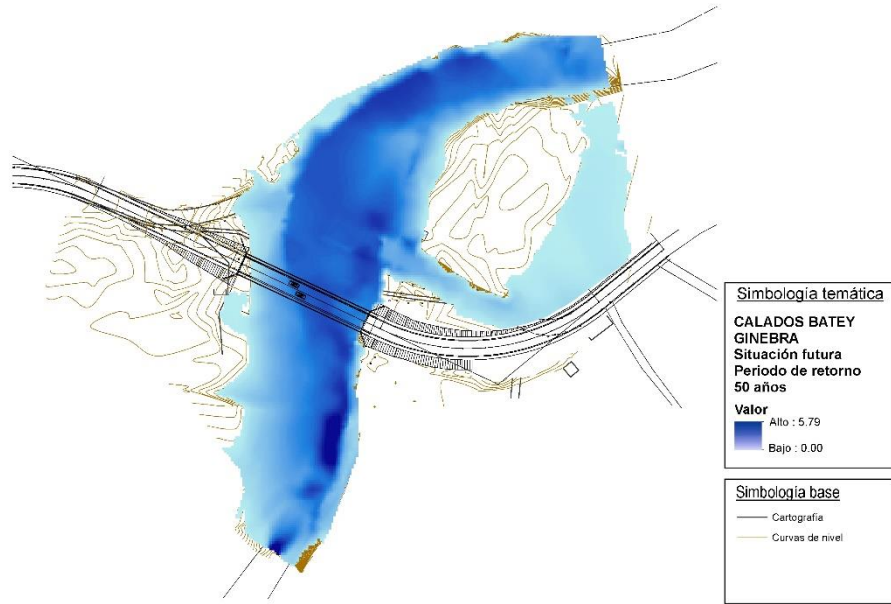 Simbología temática
CALADOS BATEY
GINEBRA
Situación futura
Periodo de retorno
50 años
Valor
Alto : 5.79
Bajo : 0.00
Simbología base
Cartografía
Curvas de nivel